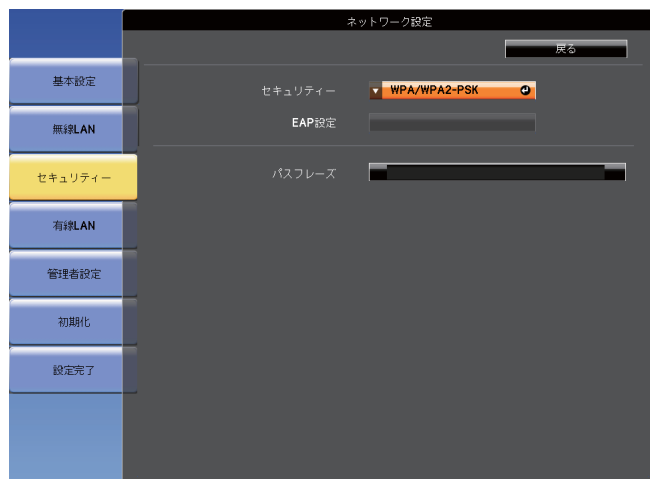 ネットワーク設定
戻る
基本設定
無線LAN
セキュリティー
有線LAN
管理者設定
初期化
設定完了
セキュリティー WPA/WPA2-PSK
EAP設定
パスフレーズ